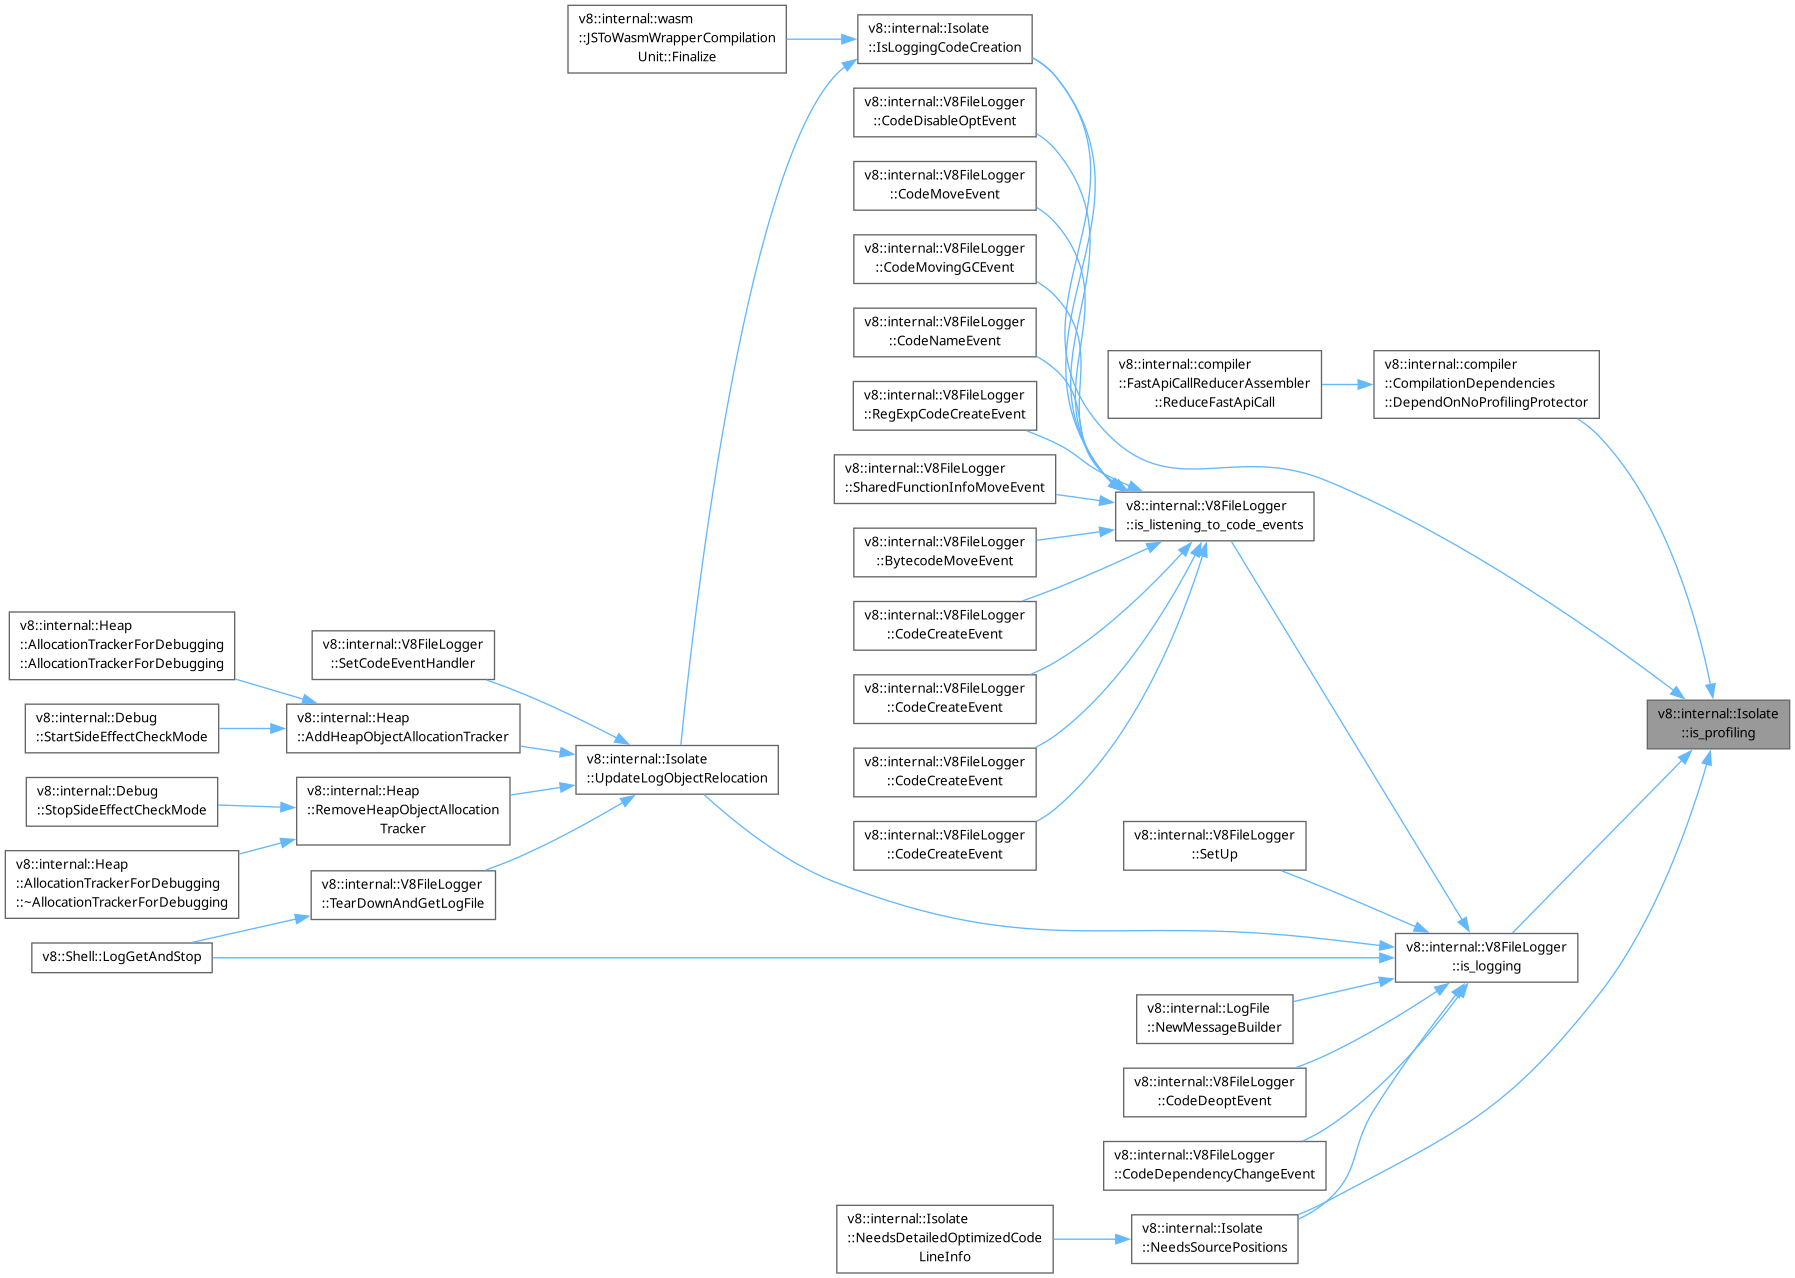 v8::internal::wasm
::JSToWasmWrapperCompilation
Unit::Finalize
v8::internal::Isolate
::IsLoggingCodeCreation
v8::internal::V8FileLogger
::CodeDisableOptEvent
v8::internal::V8FileLogger
::CodeMoveEvent
v8::internal::V8FileLogger
::CodeMovingGCEvent
v8::internal::V8FileLogger
::CodeNameEvent
v8::internal::V8FileLogger
::RegExpCodeCreateEvent
v8::internal::V8FileLogger
::SharedFunctionInfoMoveEvent
v8::internal::V8FileLogger
::BytecodeMoveEvent
v8::internal::V8FileLogger
::CodeCreateEvent
v8::internal::V8FileLogger
::CodeCreateEvent
v8::internal::V8FileLogger
::CodeCreateEvent
v8::internal::V8FileLogger
::CodeCreateEvent
v8::internal::compiler
::FastApiCallReducerAssembler
::ReduceFastApiCall
v8::internal::compiler
::CompilationDependencies
::DependOnNoProfilingProtector
v8::internal::V8FileLogger
::is_listening_to_code_events
v8::internal::Isolate
::is_profiling
v8::internal::Heap
::AllocationTrackerForDebugging
::AllocationTrackerForDebugging
v8::internal::V8FileLogger
::SetCodeEventHandler
v8::internal::Debug
::StartSideEffectCheckMode
v8::internal::Heap
::AddHeapObjectAllocationTracker
v8::internal::Isolate
::UpdateLogObjectRelocation
v8::internal::Debug
::StopSideEffectCheckMode
v8::internal::Heap
::RemoveHeapObjectAllocation
Tracker
v8::internal::Heap
::AllocationTrackerForDebugging
::~AllocationTrackerForDebugging
v8::internal::V8FileLogger
::TearDownAndGetLogFile
v8::Shell::LogGetAndStop
v8::internal::V8FileLogger
::SetUp
v8::internal::V8FileLogger
::is_logging
v8::internal::LogFile
::NewMessageBuilder
v8::internal::V8FileLogger
::CodeDeoptEvent
v8::internal::V8FileLogger
::CodeDependencyChangeEvent
v8::internal::Isolate
::NeedsDetailedOptimizedCode
LineInfo
v8::internal::Isolate
::NeedsSourcePositions